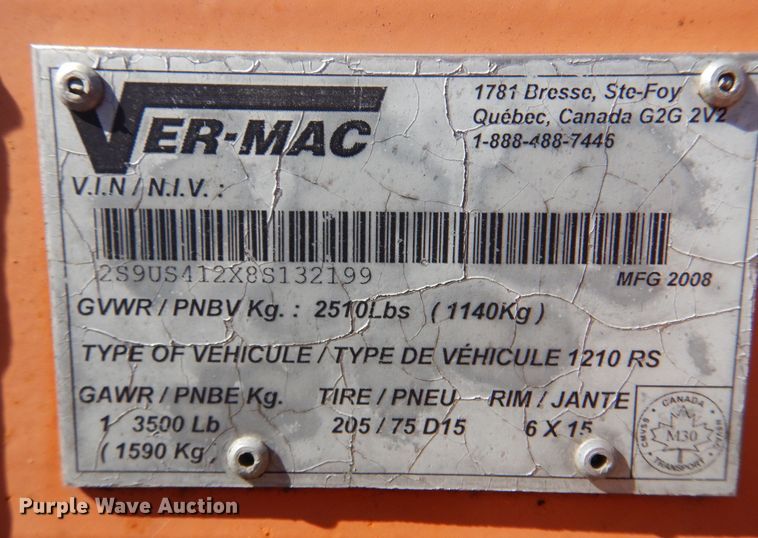 VER-MAC
1781 Bresse, Ste-Foy
Québec, Canada G2G 2V2
1-888-488-7446
V.I.N / N.I.V. :
2S9US412X8S132199
MFG 2008
GVWR / PNBV Kg. : 2510Lbs (1140Kg)
TYPE OF VEHICULE / TYPE DE VÉHICULE 1210 RS
GAWR / PNBE Kg. TIRE / PNEU RIM / JANTE
1 3500 Lb 205 / 75 D15 6 X 15
(1590 Kg)
CANADA
CMVSS
M30
NSVAC
TRANSPORT
Purple Wave Auction